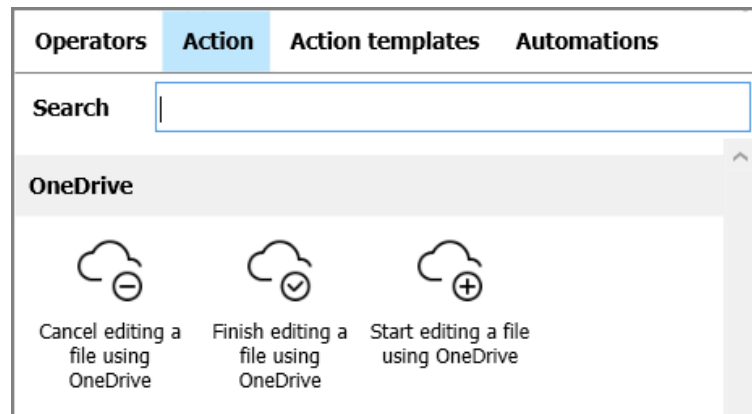 Operators Action Action templates Automations
Search
OneDrive
Cancel editing a
file using
OneDrive
Finish editing a
file using
OneDrive
Start editing a file
using OneDrive